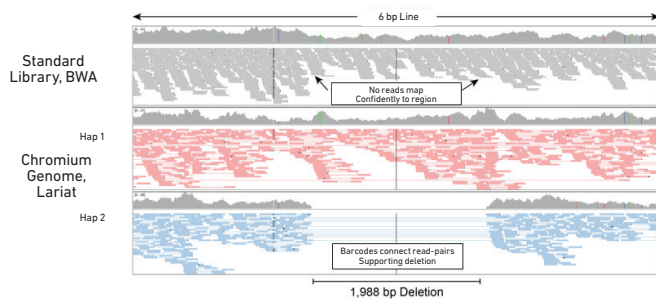 6 bp Line
Standard
Library, BWA
No reads map
Confidently to region
Hap 1
Chromium
Genome,
Lariat
Hap 2
Barcodes connect read-pairs
Supporting deletion
1,988 bp Deletion